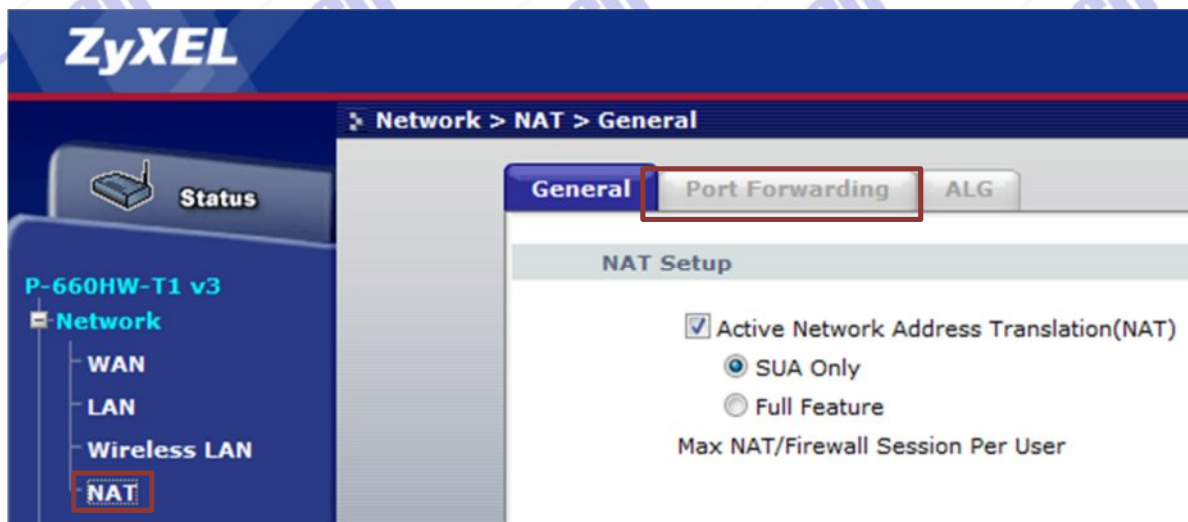 ZyXEL
Network > NAT > General
Status
General
Port Forwarding
ALG
NAT Setup
P-660HW-T1 v3
Network
WAN
LAN
Wireless LAN
NAT
Active Network Address Translation(NAT)
SUA Only
Full Feature
Max NAT/Firewall Session Per User